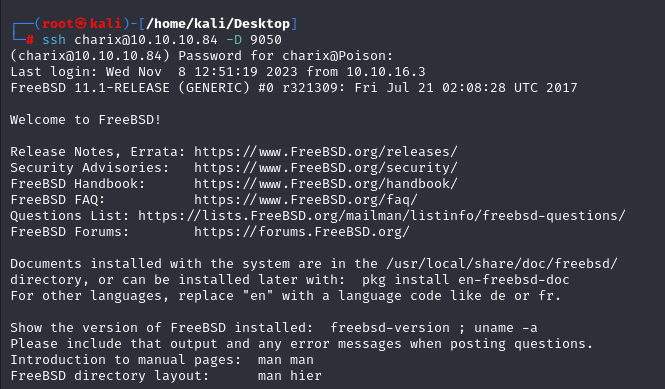 ┌──(root㉿kali)-[/home/kali/Desktop]
└─# ssh charix@10.10.10.84 -D 9050
(charix@10.10.10.84) Password for charix@Poison:
Last login: Wed Nov  8 12:51:19 2023 from 10.10.16.3
FreeBSD 11.1-RELEASE (GENERIC) #0 r321309: Fri Jul 21 02:08:28 UTC 2017

Welcome to FreeBSD!

Release Notes, Errata: https://www.FreeBSD.org/releases/
Security Advisories:   https://www.FreeBSD.org/security/
FreeBSD Handbook:      https://www.FreeBSD.org/handbook/
FreeBSD FAQ:           https://www.FreeBSD.org/faq/
Questions List: https://lists.FreeBSD.org/mailman/listinfo/freebsd-questions/
FreeBSD Forums:        https://forums.FreeBSD.org/

Documents installed with the system are in the /usr/local/share/doc/freebsd/
directory, or can be installed later with:  pkg install en-freebsd-doc
For other languages, replace "en" with a language code like de or fr.

Show the version of FreeBSD installed:  freebsd-version ; uname -a
Please include that output and any error messages when posting questions.
Introduction to manual pages:  man man
FreeBSD directory layout:      man hier